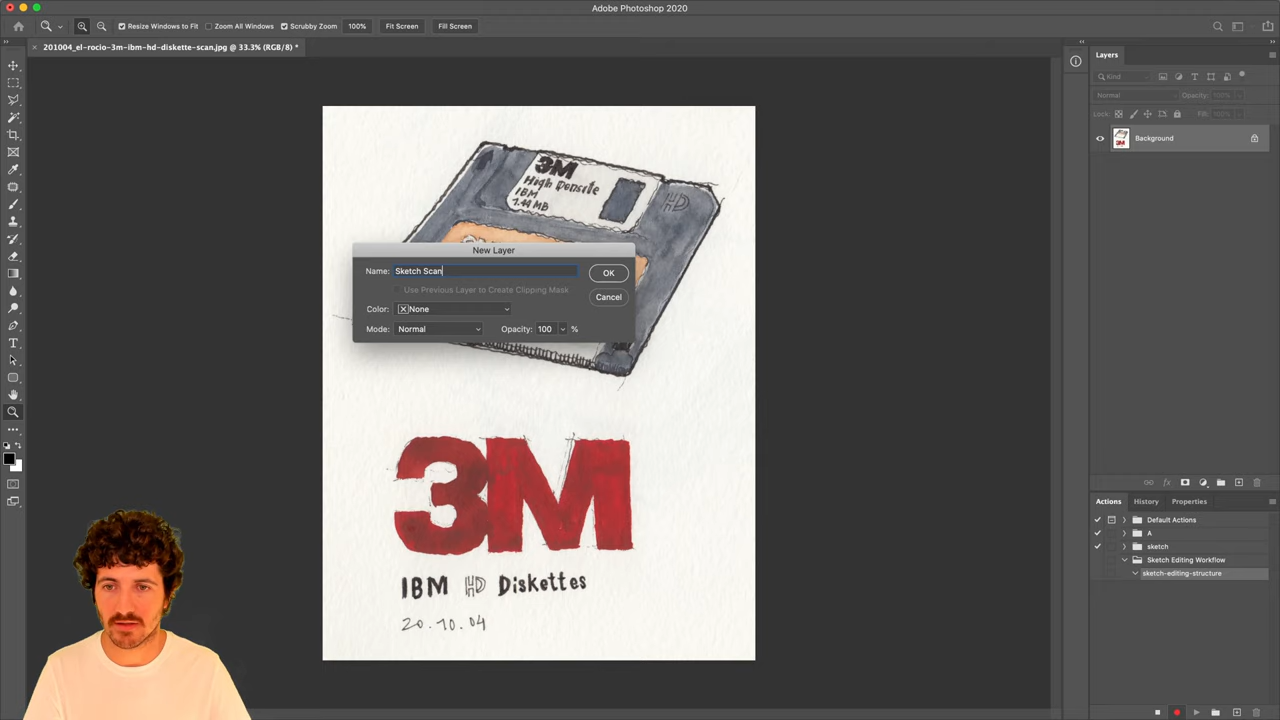 Adobe Photoshop 2020
Resize Windows to Fit
Zoom All Windows
Scrubby Zoom
100%
Fit Screen
Fill Screen
201004_el-rocio-3m-ibm-hd-diskette-scan.jpg @ 33.3% (RGB/8) *
Layers
Kind
Normal
Opacity: 100%
Lock:
Fill: 100%
Background
3M
High Densite
IBM
1.44 MB
HD
New Layer
Name: Sketch Scan
OK
Use Previous Layer to Create Clipping Mask
Cancel
Color: None
Mode: Normal
Opacity: 100 %
3M
IBM HD Diskettes
20.10.04
Actions
History
Properties
Default Actions
A
sketch
Sketch Editing Workflow
sketch-editing-structure